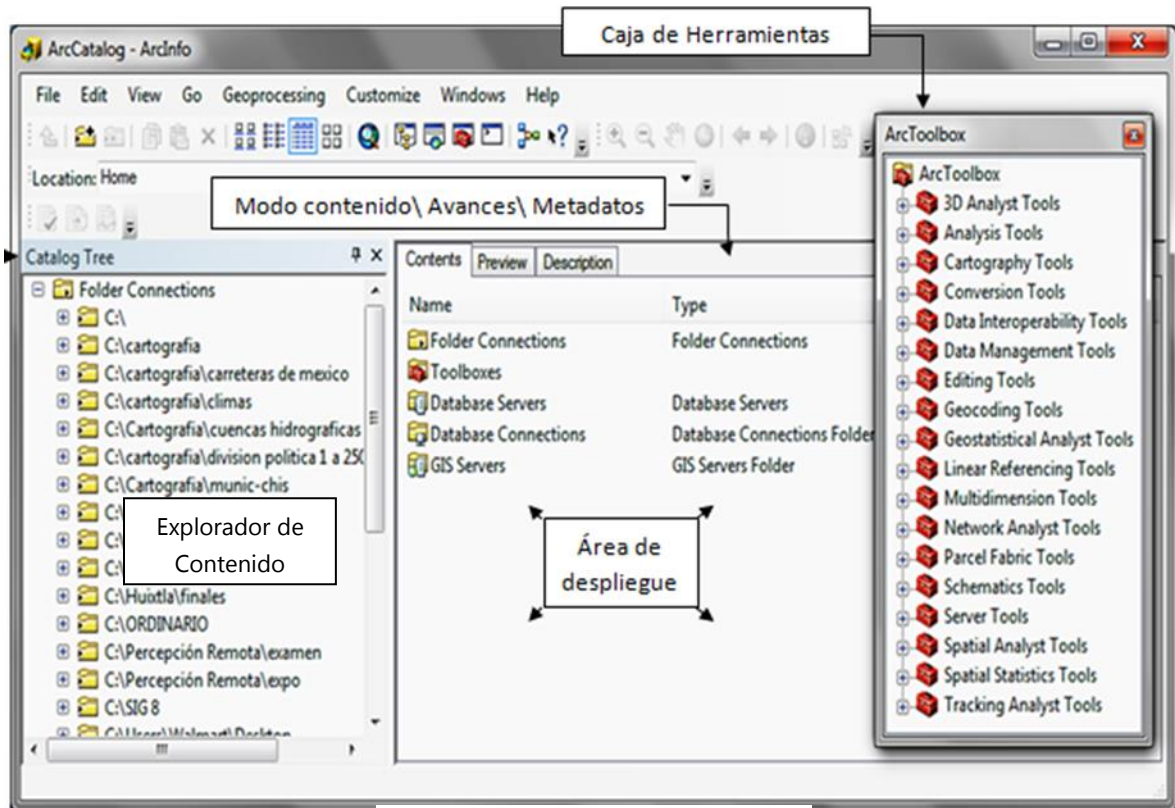 Caja de Herramientas
ArcCatalog - ArcInfo
File Edit View Go Geoprocessing Customize Windows Help
Location: Home
Modo contenido\ Avances\ Metadatos
Catalog Tree
Folder Connections
C:\
C:\cartografia
C:\cartografia\carreteras de mexico
C:\cartografia\climas
C:\Cartografia\cuencas hidrograficas
C:\cartografia\division politica 1 a 250
C:\Cartografia\munic-chis
C:\
C:\
C:\
C:\Huixtla\finales
C:\ORDINARIO
C:\Percepción Remota\examen
C:\Percepción Remota\expo
C:\SIG 8
C:\Users\Walmart\Desktop
Explorador de
Contenido
Contents Preview Description
Name Type
Folder Connections Folder Connections
Toolboxes
Database Servers Database Servers
Database Connections Database Connections Folder
GIS Servers GIS Servers Folder
Área de
despliegue
ArcToolbox
ArcToolbox
3D Analyst Tools
Analysis Tools
Cartography Tools
Conversion Tools
Data Interoperability Tools
Data Management Tools
Editing Tools
Geocoding Tools
Geostatistical Analyst Tools
Linear Referencing Tools
Multidimension Tools
Network Analyst Tools
Parcel Fabric Tools
Schematics Tools
Server Tools
Spatial Analyst Tools
Spatial Statistics Tools
Tracking Analyst Tools